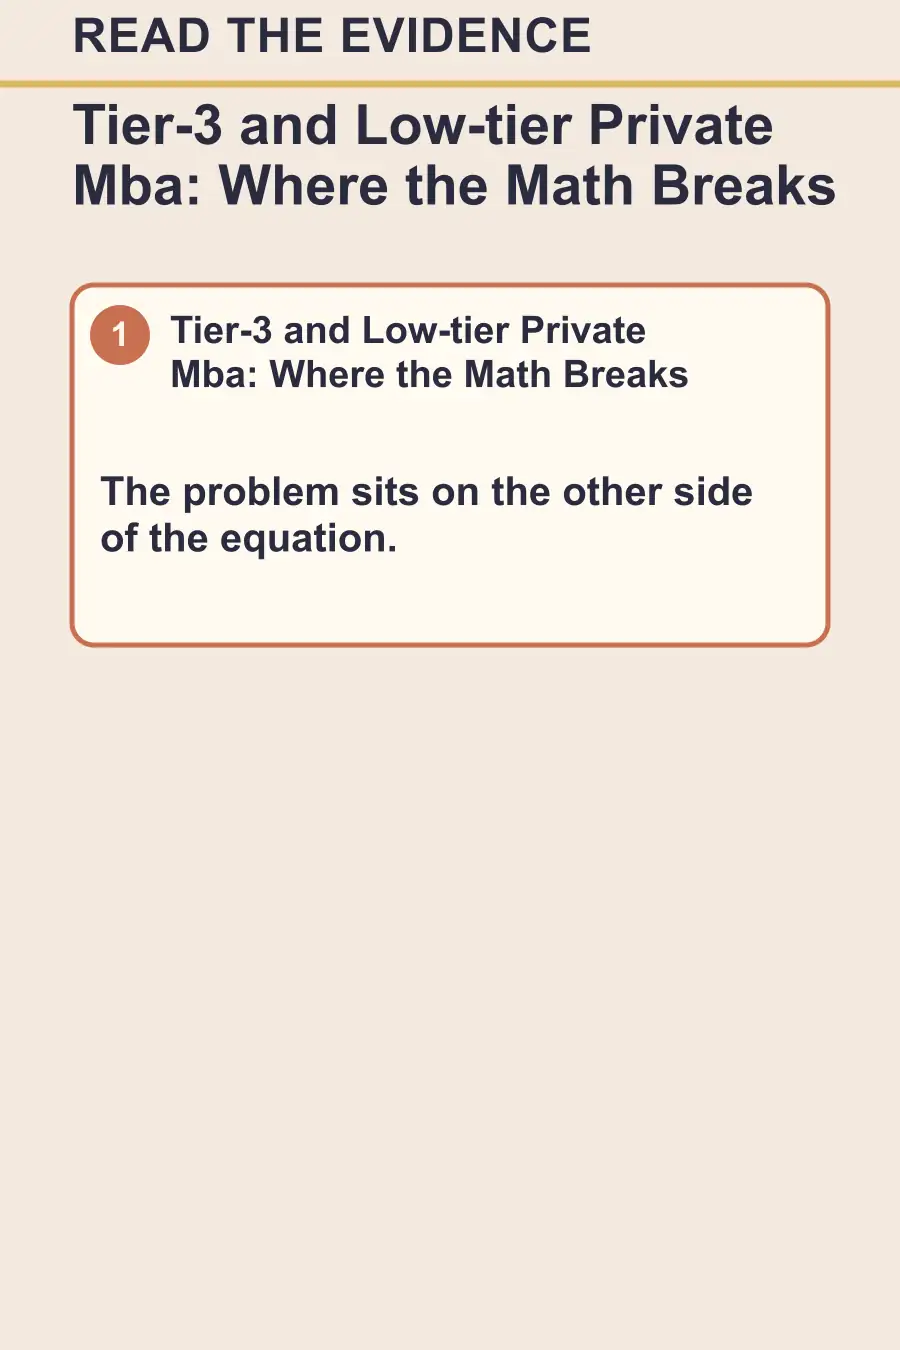 READ THE EVIDENCE
Tier-3 and Low-tier Private
Mba: Where the Math Breaks
1
Tier-3 and Low-tier Private
Mba: Where the Math Breaks
The problem sits on the other side
of the equation.